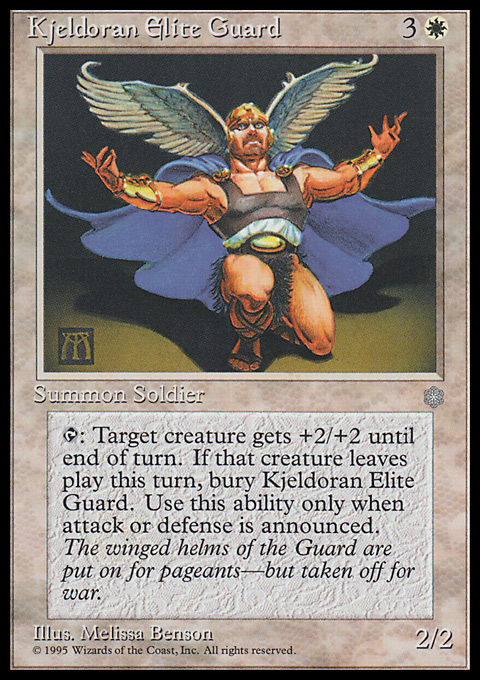 Kjeldoran Elite Guard 3
Summon Soldier
: Target creature gets +2/+2 until
end of turn. If that creature leaves
play this turn, bury Kjeldoran Elite
Guard. Use this ability only when
attack or defense is announced.
The winged helms of the Guard are
put on for pageants—but taken off for
war.
Illus. Melissa Benson
2/2
© 1995 Wizards of the Coast, Inc. All rights reserved.